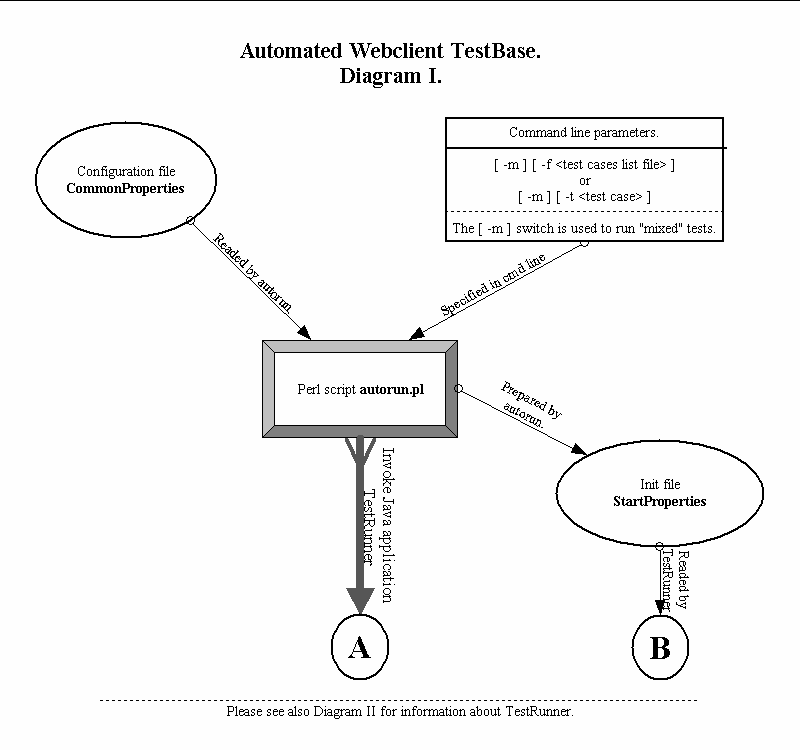 Automated Webclient TestBase.
Diagram I.
Configuration file
CommonProperties
Command line parameters.
[ -m ] [ -f <test cases list file> ]
or
[ -m ] [ -t <test case> ]
The [ -m ] switch is used to run "mixed" tests.
Readed by autorun.
Specified in cmd line
Perl script autorun.pl
Prepared by
autorun.
Init file
StartProperties
Invoke Java application
TestRunner
Readed by
TestRunner
A
B
Please see also Diagram II for information about TestRunner.